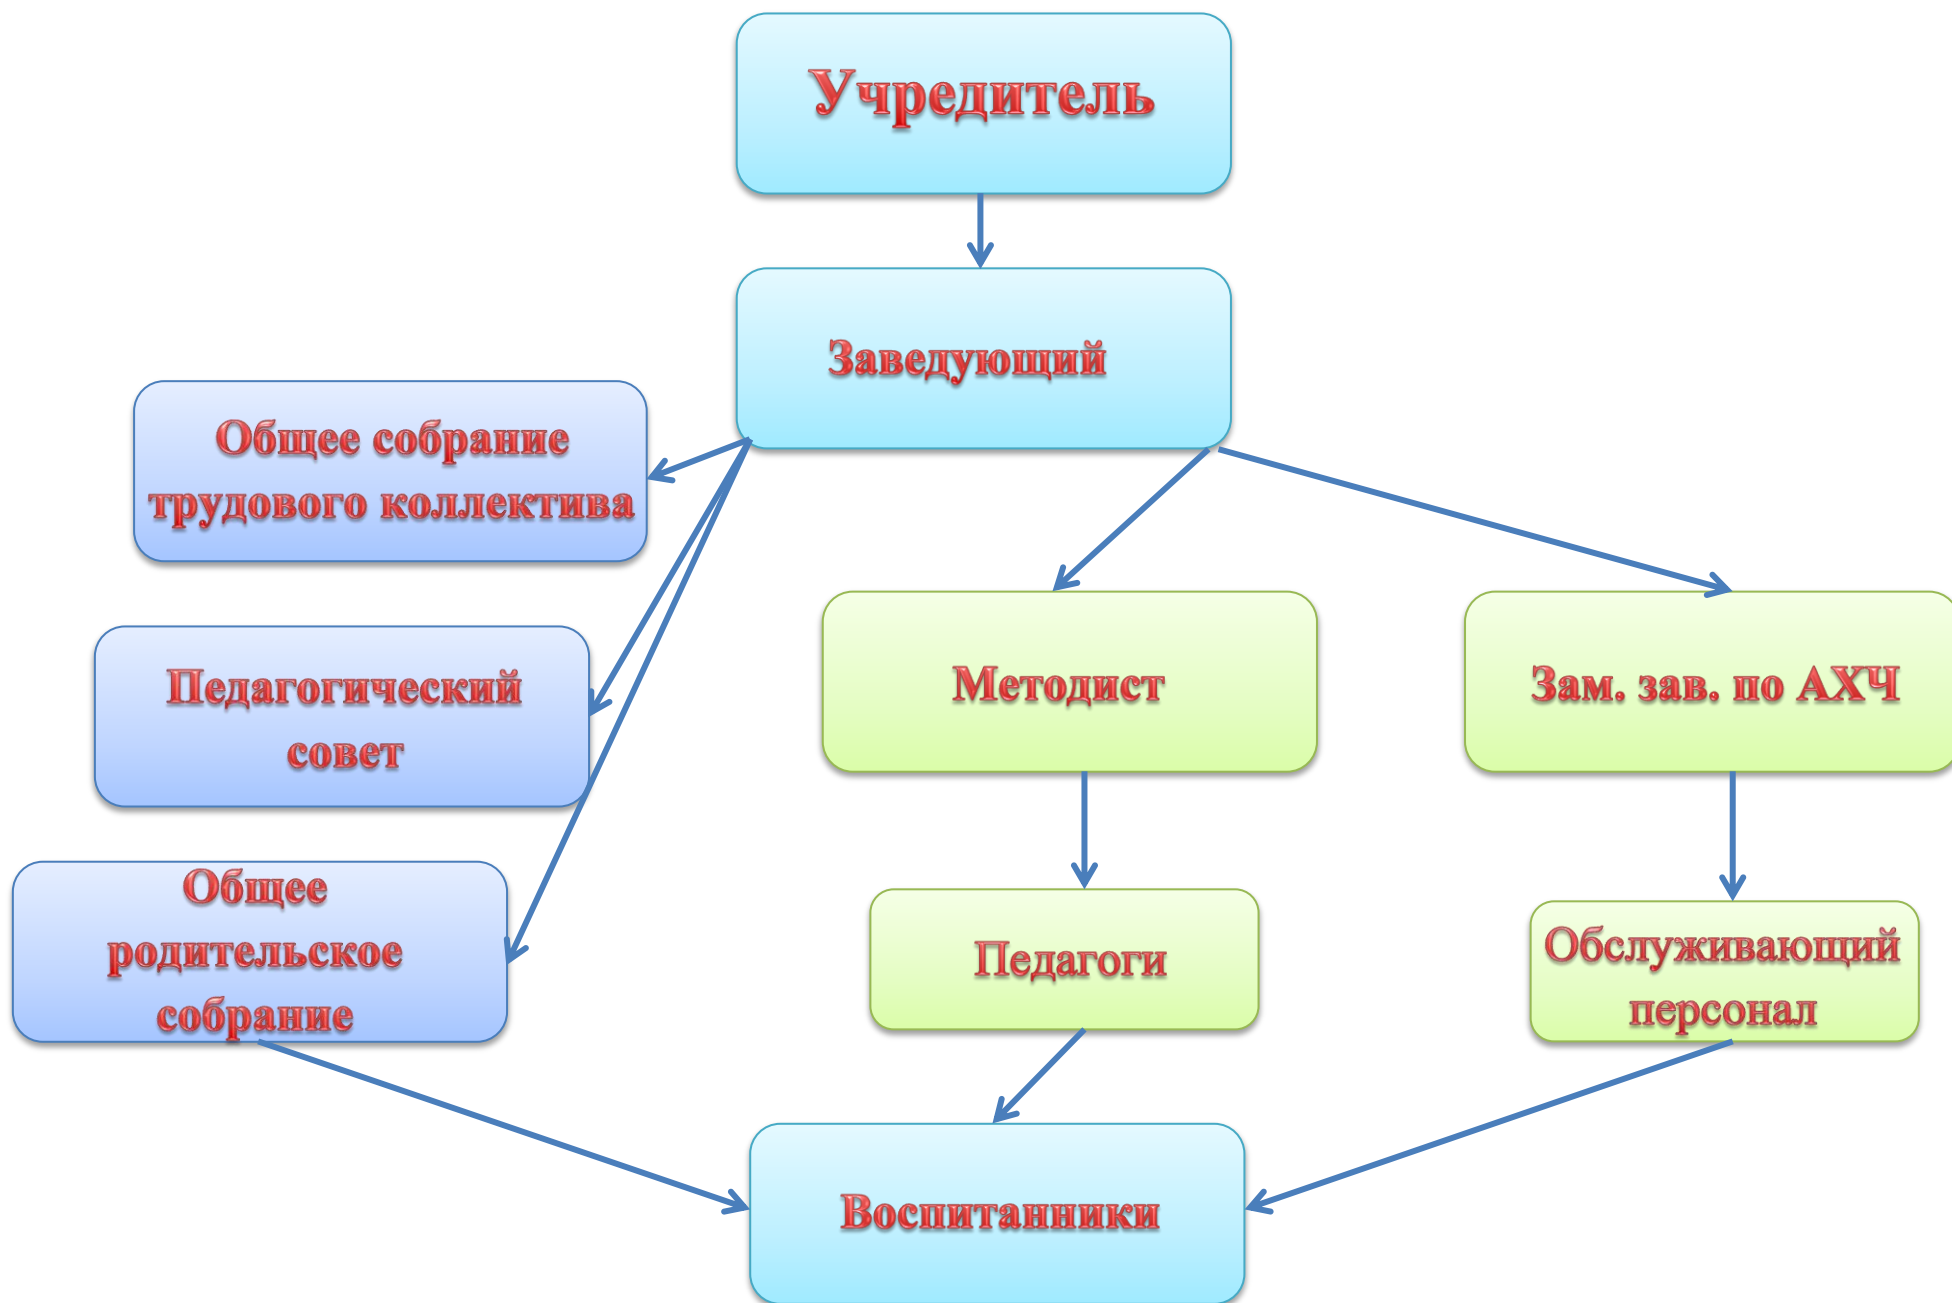 Учредитель
Заведующий
Общее собрание
трудового коллектива
Педагогический
совет
Общее
родительское
собрание
Методист
Зам. зав. по АХЧ
Педагоги
Обслуживающий
персонал
Воспитанники